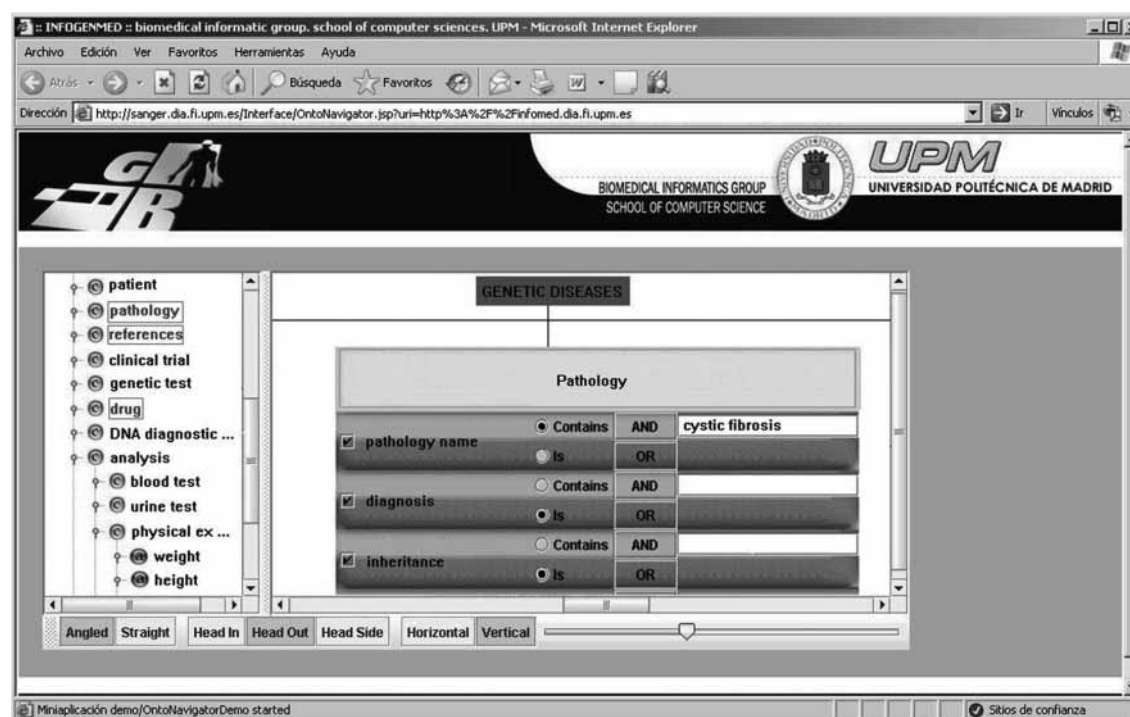 :: INFOGENMED :: biomedical informatic group. school of computer sciences. UPM - Microsoft Internet Explorer
Archivo Edición Ver Favoritos Herramientas Ayuda
Atrás Búsqueda Favoritos
Dirección http://sanger.dia.fi.upm.es/Interface/OntoNavigator.jsp?uri=http%3A%2F%2Finfomed.dia.fi.upm.es Ir Vínculos
G
B
BIOMEDICAL INFORMATICS GROUP
SCHOOL OF COMPUTER SCIENCE
UPM
UNIVERSIDAD POLITÉCNICA DE MADRID
patient
pathology
references
clinical trial
genetic test
drug
DNA diagnostic ...
analysis
blood test
urine test
physical ex ...
weight
height
GENETIC DISEASES
Pathology
pathology name Contains AND cystic fibrosis
Is OR
diagnosis Contains AND
Is OR
inheritance Contains AND
Is OR
Angled Straight Head In Head Out Head Side Horizontal Vertical
Miniaplicación demo/OntoNavigatorDemo started Sitios de confianza